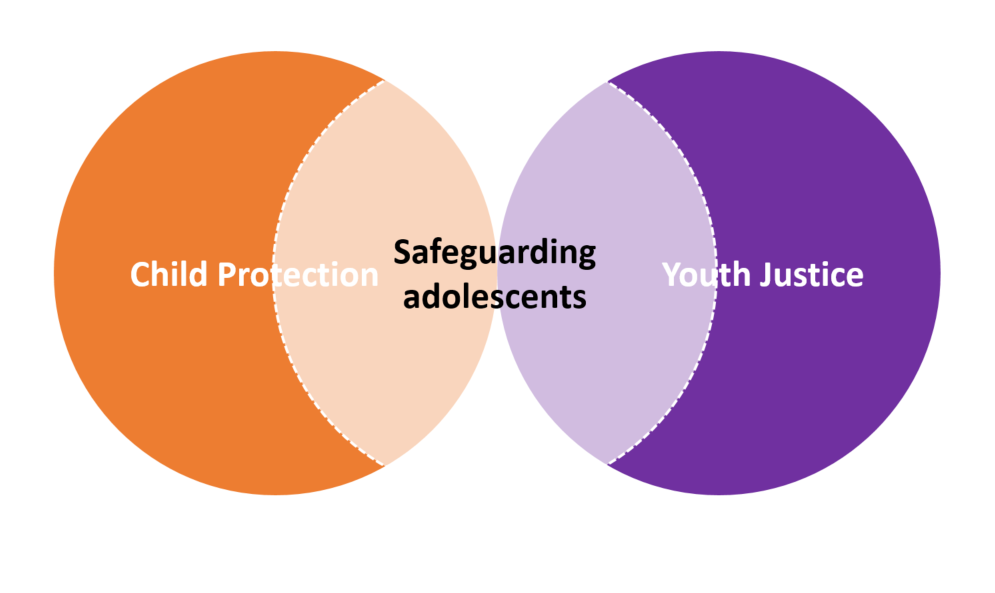 Child Protection
Safeguarding
adolescents
Youth Justice